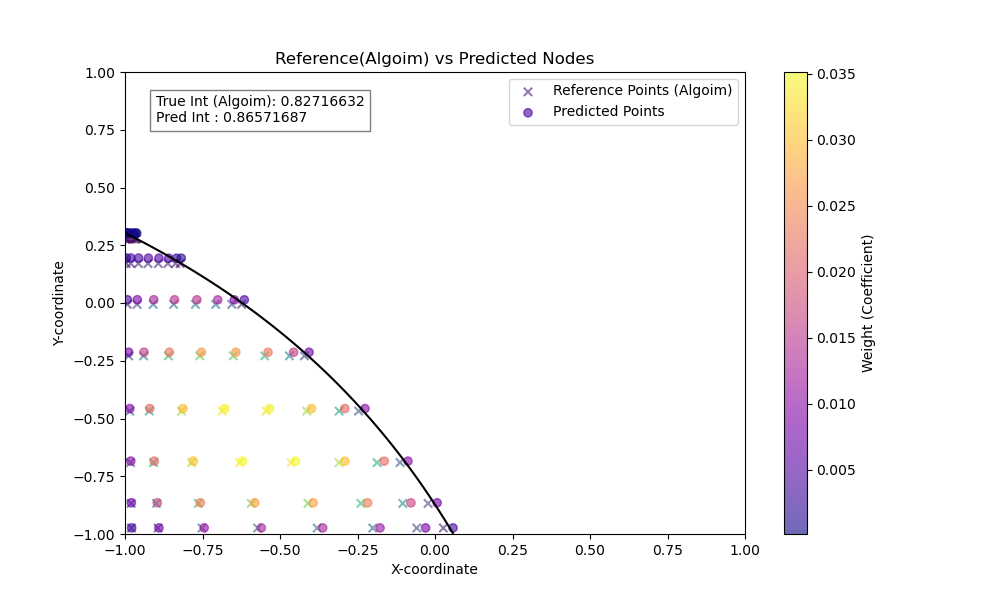 Reference(Algoim) vs Predicted Nodes
True Int (Algoim): 0.82716632
Pred Int : 0.86571687
Reference Points (Algoim)
Predicted Points
1.00
0.75
0.50
0.25
0.00
−0.25
−0.50
−0.75
−1.00
Y-coordinate
−1.00 −0.75 −0.50 −0.25 0.00 0.25 0.50 0.75 1.00
X-coordinate
0.035
0.030
0.025
0.020
0.015
0.010
0.005
Weight (Coefficient)